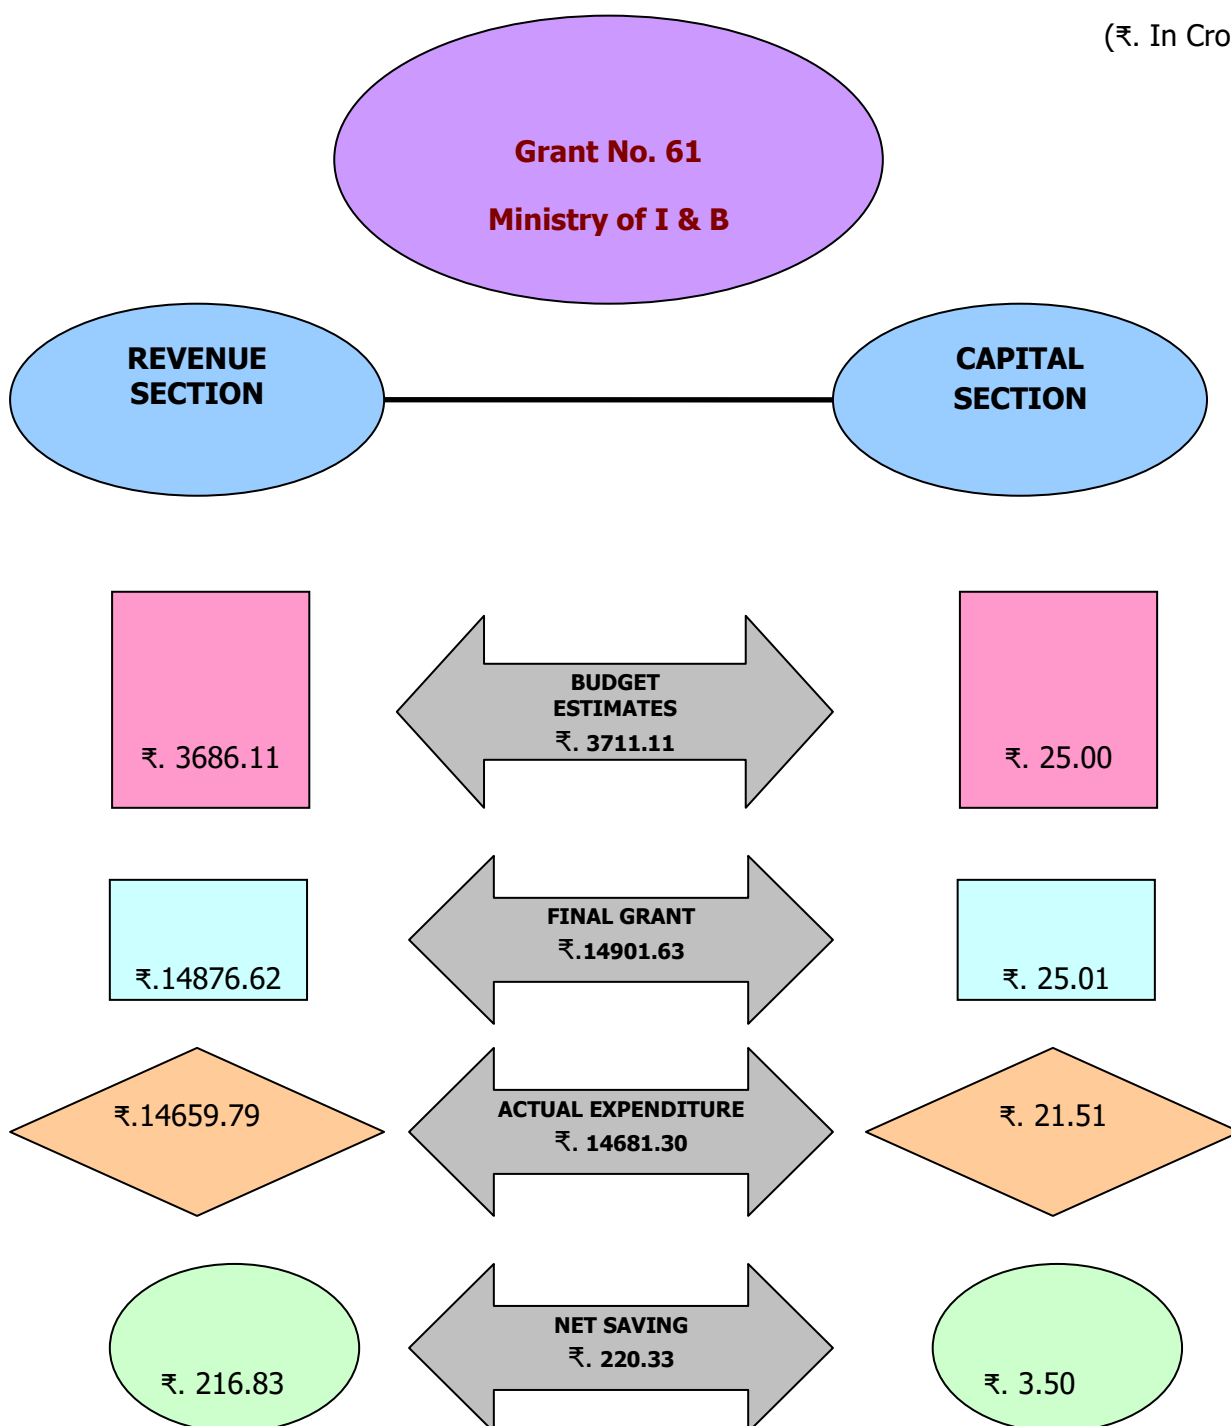 (₹. In Cro
Grant No. 61
Ministry of I & B
REVENUE
SECTION
CAPITAL
SECTION
₹. 3686.11
BUDGET
ESTIMATES
₹. 3711.11
₹. 25.00
₹.14876.62
FINAL GRANT
₹.14901.63
₹. 25.01
₹.14659.79
ACTUAL EXPENDITURE
₹. 14681.30
₹. 21.51
₹. 216.83
NET SAVING
₹. 220.33
₹. 3.50